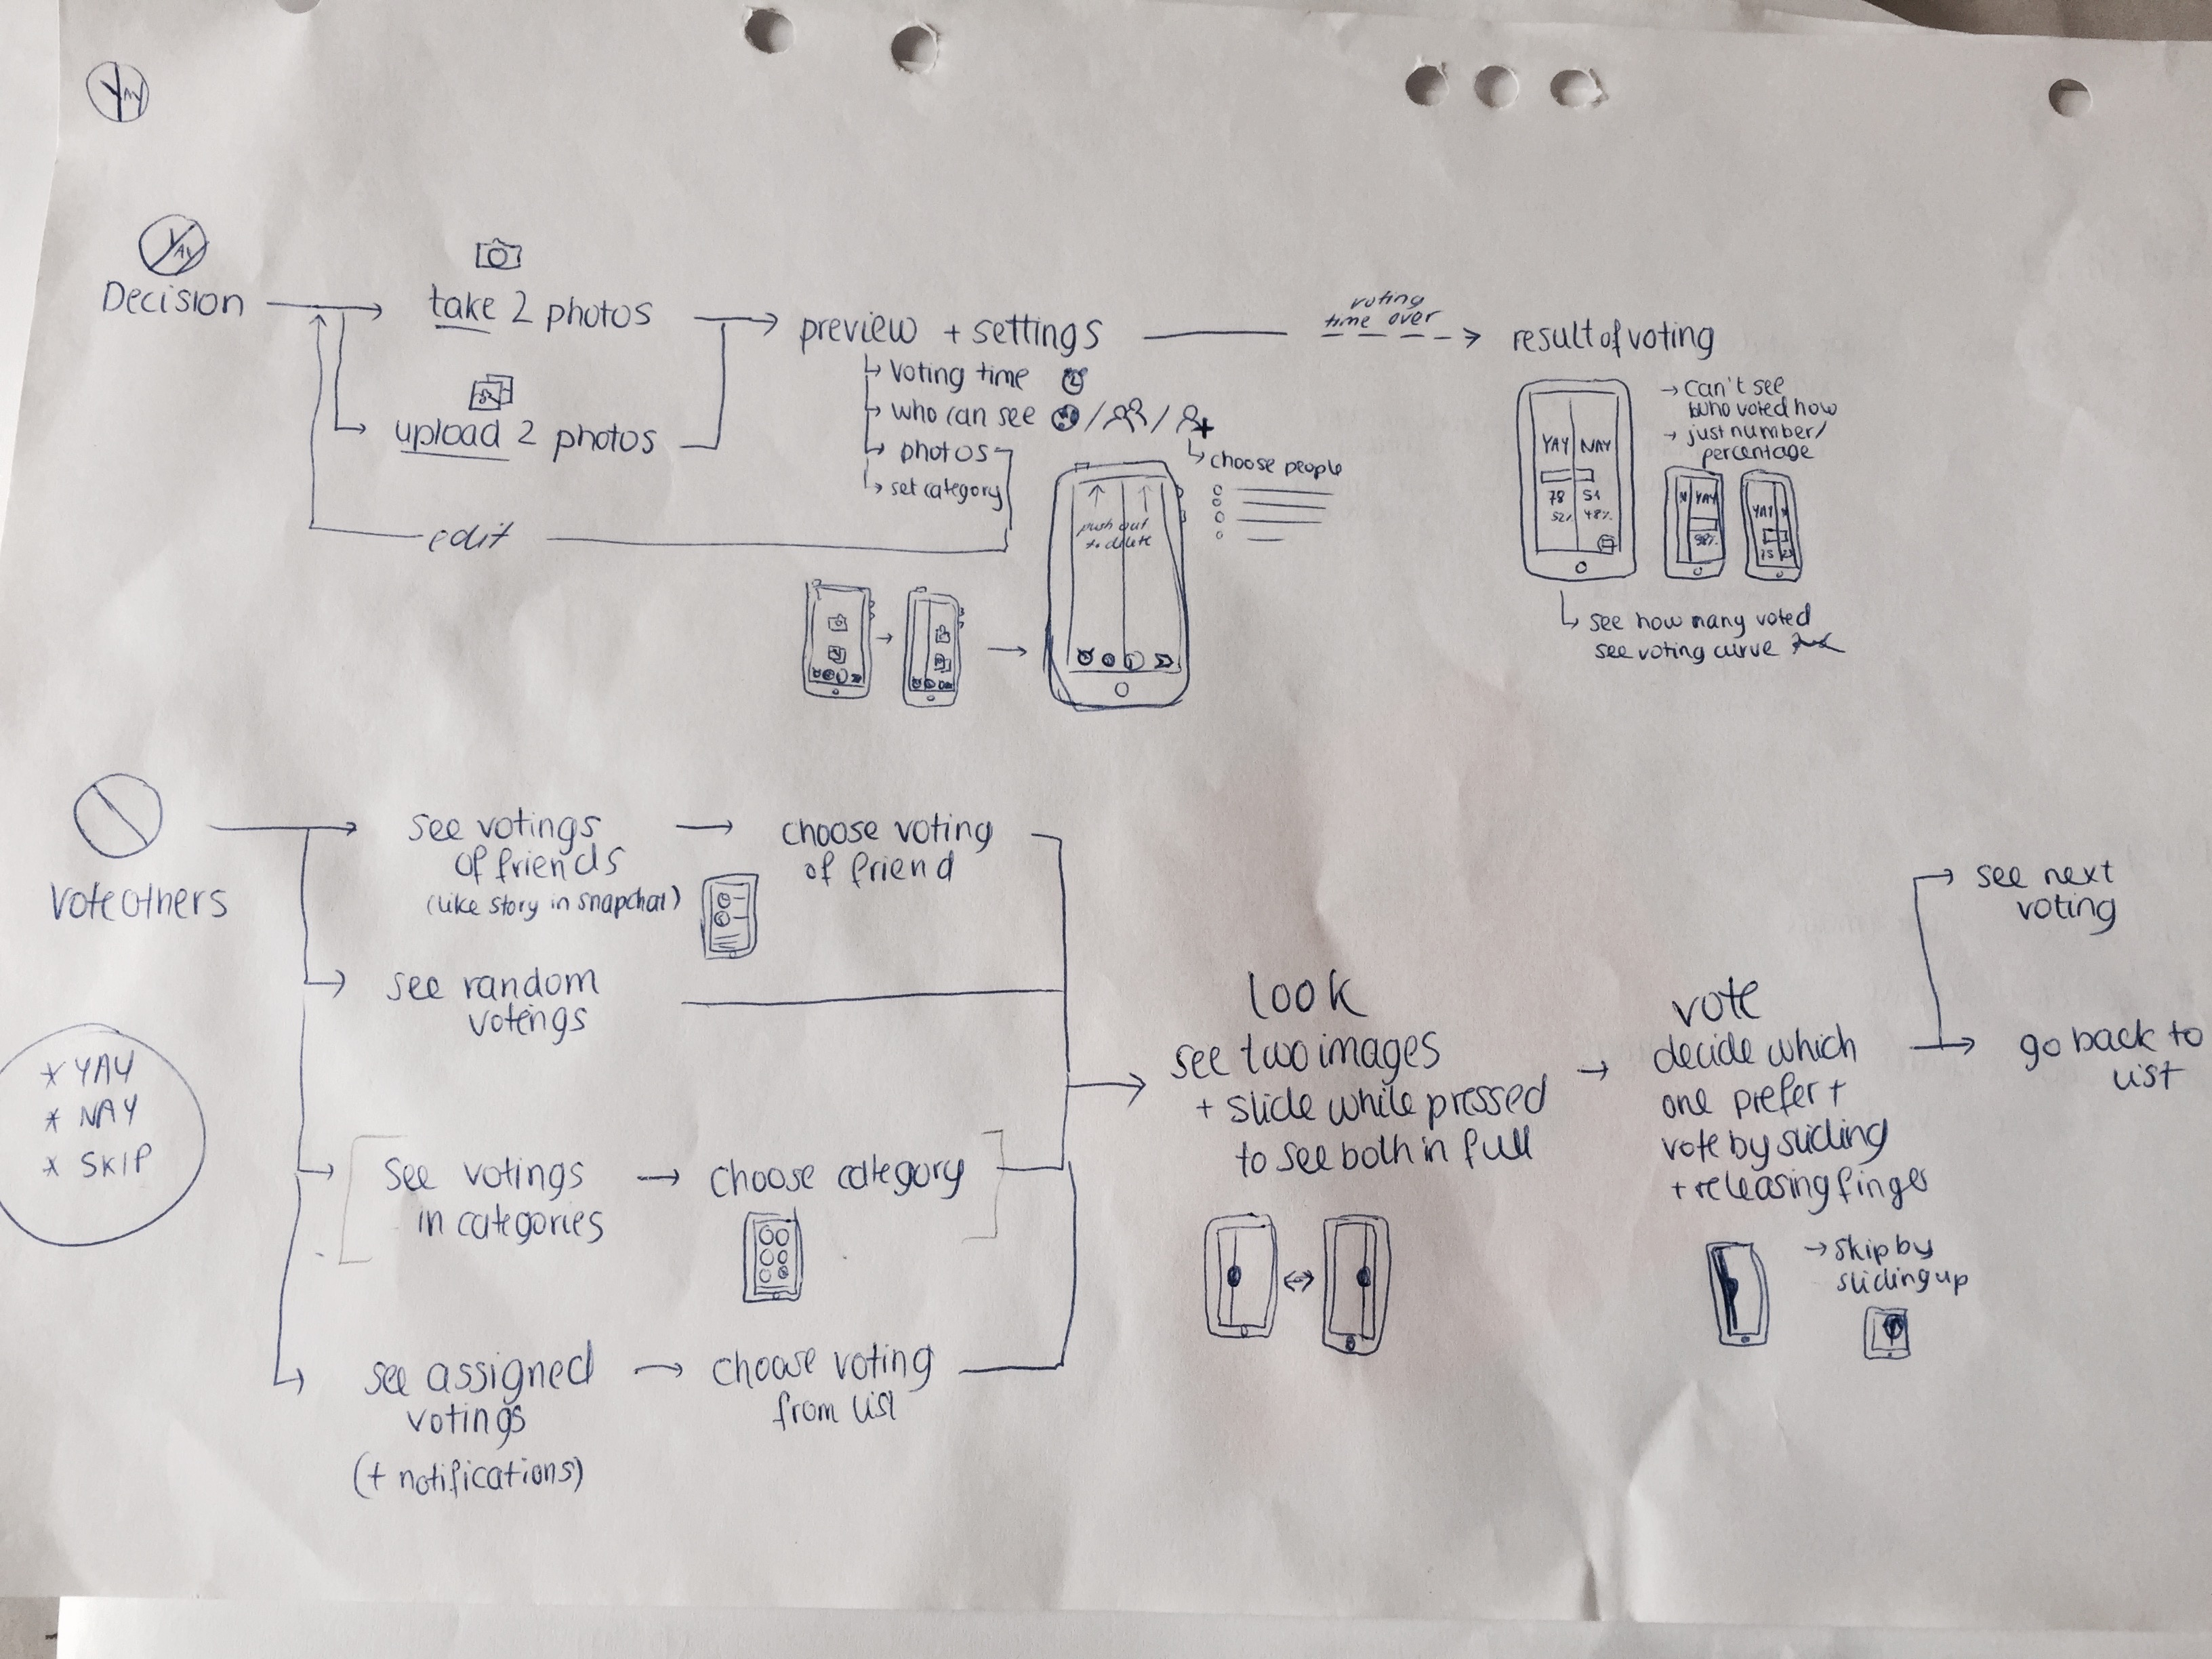 YAY
YAY
Decision
take 2 photos
upload 2 photos
edit
preview + settings
voting time
who can see / /
photos
set category
choose people
push out
to delete
voting
time over
result of voting
can't see
who voted how
just number/
percentage
YAY NAY
78 51
52% 48%
N YAY
98%
YAY N
75 25
see how many voted
see voting curve
Vote others
* YAY
* NAY
* SKIP
see votings
of friends
(like story in snapchat)
choose voting
of friend
see random
votings
see votings
in categories
choose category
see assigned
votings
(+ notifications)
choose voting
from list
look
see two images
+ slide while pressed
to see both in full
vote
decide which
one prefer +
vote by sliding
+ releasing finger
skip by
sliding up
see next
voting
go back to
list